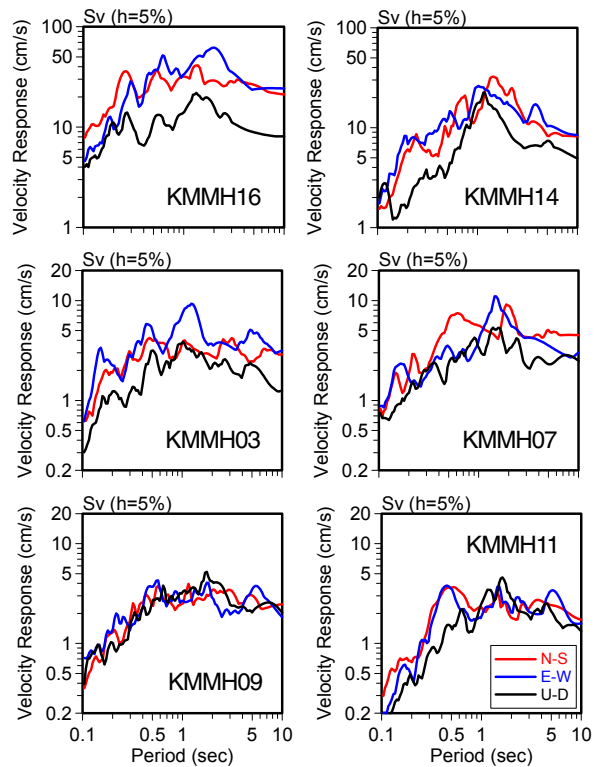 Sv (h=5%)
Sv (h=5%)
Velocity Response (cm/s)
100
50
10
5
1
KMMH16
Velocity Response (cm/s)
100
50
10
5
1
KMMH14
Sv (h=5%)
Sv (h=5%)
Velocity Response (cm/s)
20
10
5
1
0.5
0.2
KMMH03
Velocity Response (cm/s)
20
10
5
1
0.5
0.2
KMMH07
Sv (h=5%)
Sv (h=5%)
Velocity Response (cm/s)
20
10
5
1
0.5
0.2
KMMH09
0.1
0.5
1
5
10
Period (sec)
Velocity Response (cm/s)
20
10
5
1
0.5
0.2
KMMH11
N-S
E-W
U-D
0.1
0.5
1
5
10
Period (sec)